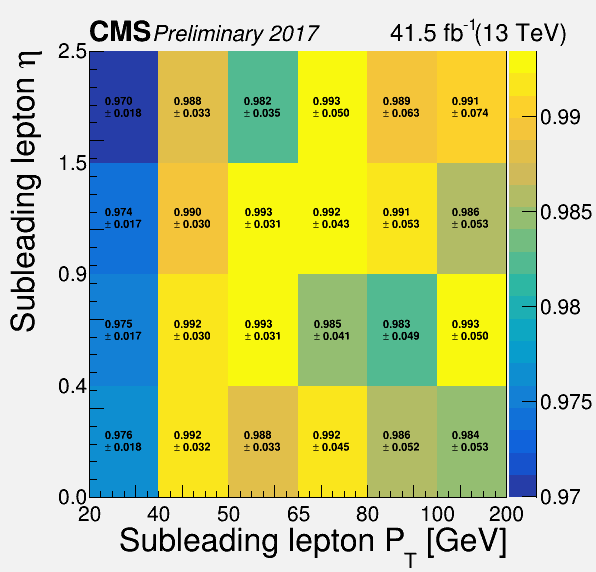 CMS Preliminary 2017 41.5 fb⁻¹(13 TeV)
Subleading lepton η
2.5
0.970 0.988 0.982 0.993 0.989 0.991
± 0.018 ± 0.033 ± 0.035 ± 0.050 ± 0.063 ± 0.074
0.99
1.5
0.974 0.990 0.993 0.992 0.991 0.986
± 0.017 ± 0.030 ± 0.031 ± 0.043 ± 0.053 ± 0.053
0.985
0.9
0.98
0.975 0.992 0.993 0.985 0.983 0.993
± 0.017 ± 0.030 ± 0.031 ± 0.041 ± 0.049 ± 0.050
0.4
0.975
0.976 0.992 0.988 0.992 0.986 0.984
± 0.018 ± 0.032 ± 0.033 ± 0.045 ± 0.052 ± 0.053
0.0
0.97
20 40 50 65 80 100 200
Subleading lepton P_T [GeV]